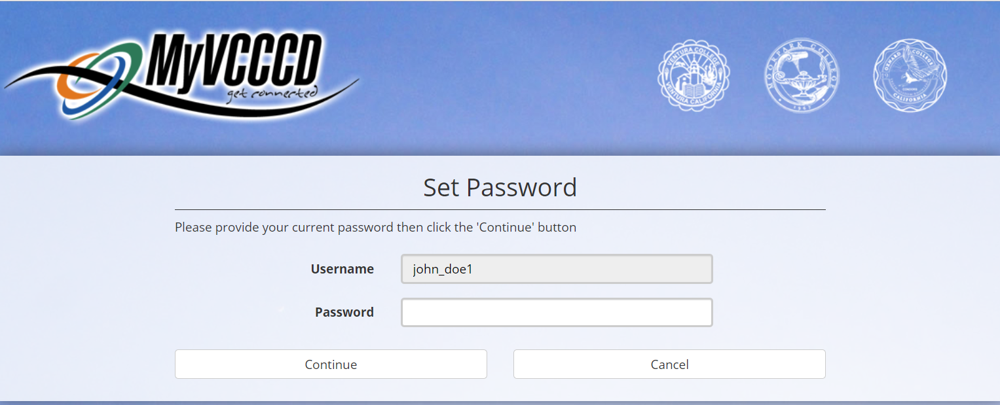 MyVCCCD
get connected
VENTURA COLLEGE
VENTURA CALIFORNIA
MOORPARK COLLEGE
1967
OXNARD COLLEGE
CONDORS
CALIFORNIA
Set Password
Please provide your current password then click the 'Continue' button
Username
john_doe1
Password
Continue
Cancel